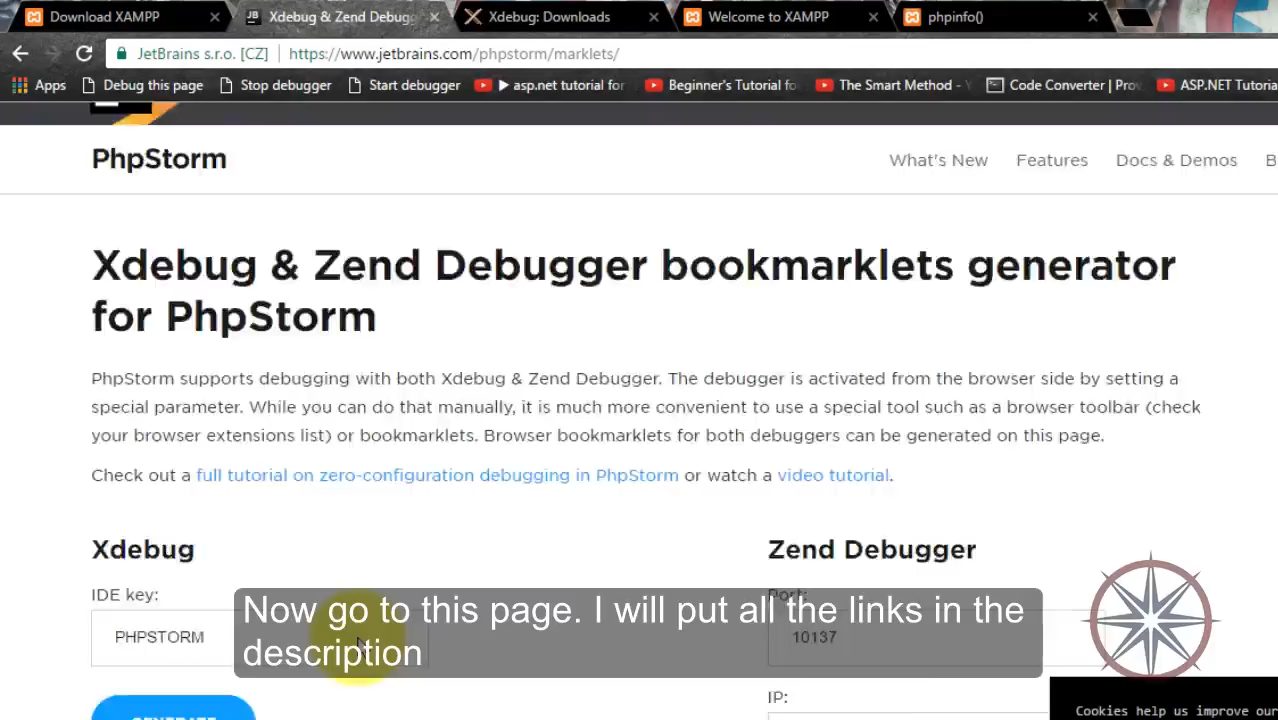 Download XAMPP
Xdebug & Zend Debugg
Xdebug: Downloads
Welcome to XAMPP
phpinfo()
JetBrains s.r.o. [CZ]
https://www.jetbrains.com/phpstorm/marklets/
Apps
Debug this page
Stop debugger
Start debugger
asp.net tutorial for
Beginner's Tutorial fo
The Smart Method -
Code Converter | Pro
ASP.NET Tutoria
PhpStorm
What's New
Features
Docs & Demos
B
Xdebug & Zend Debugger bookmarklets generator
for PhpStorm
PhpStorm supports debugging with both Xdebug & Zend Debugger. The debugger is activated from the browser side by setting a
special parameter. While you can do that manually, it is much more convenient to use a special tool such as a browser toolbar (check
your browser extensions list) or bookmarklets. Browser bookmarklets for both debuggers can be generated on this page.
Check out a full tutorial on zero-configuration debugging in PhpStorm or watch a video tutorial.
Xdebug
Zend Debugger
IDE key:
Port:
PHPSTORM
10137
Now go to this page. I will put all the links in the
description
GENERATE
IP:
Cookies help us improve our